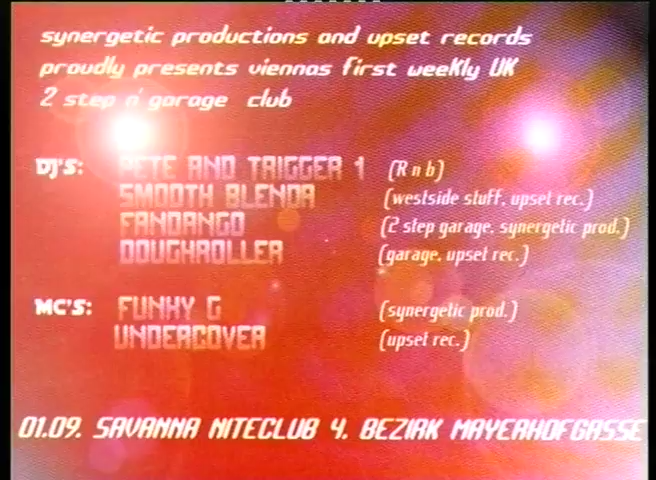 synergetic productions and upset records
proudly presents viennas first weekly UK
2 step n' garage club
DJ'S: PETE AND TRIGGER 1 (R n b)
SMOOTH BLENDA (westside stuff, upset rec.)
FANDANGO (2 step garage, synergetic prod.)
DOUGHROLLER (garage, upset rec.)
MC'S: FUNKY G (synergetic prod.)
UNDERCOVER (upset rec.)
01.09. SAVANNA NITECLUB 4. BEZIRK MAYERHOFGASSE